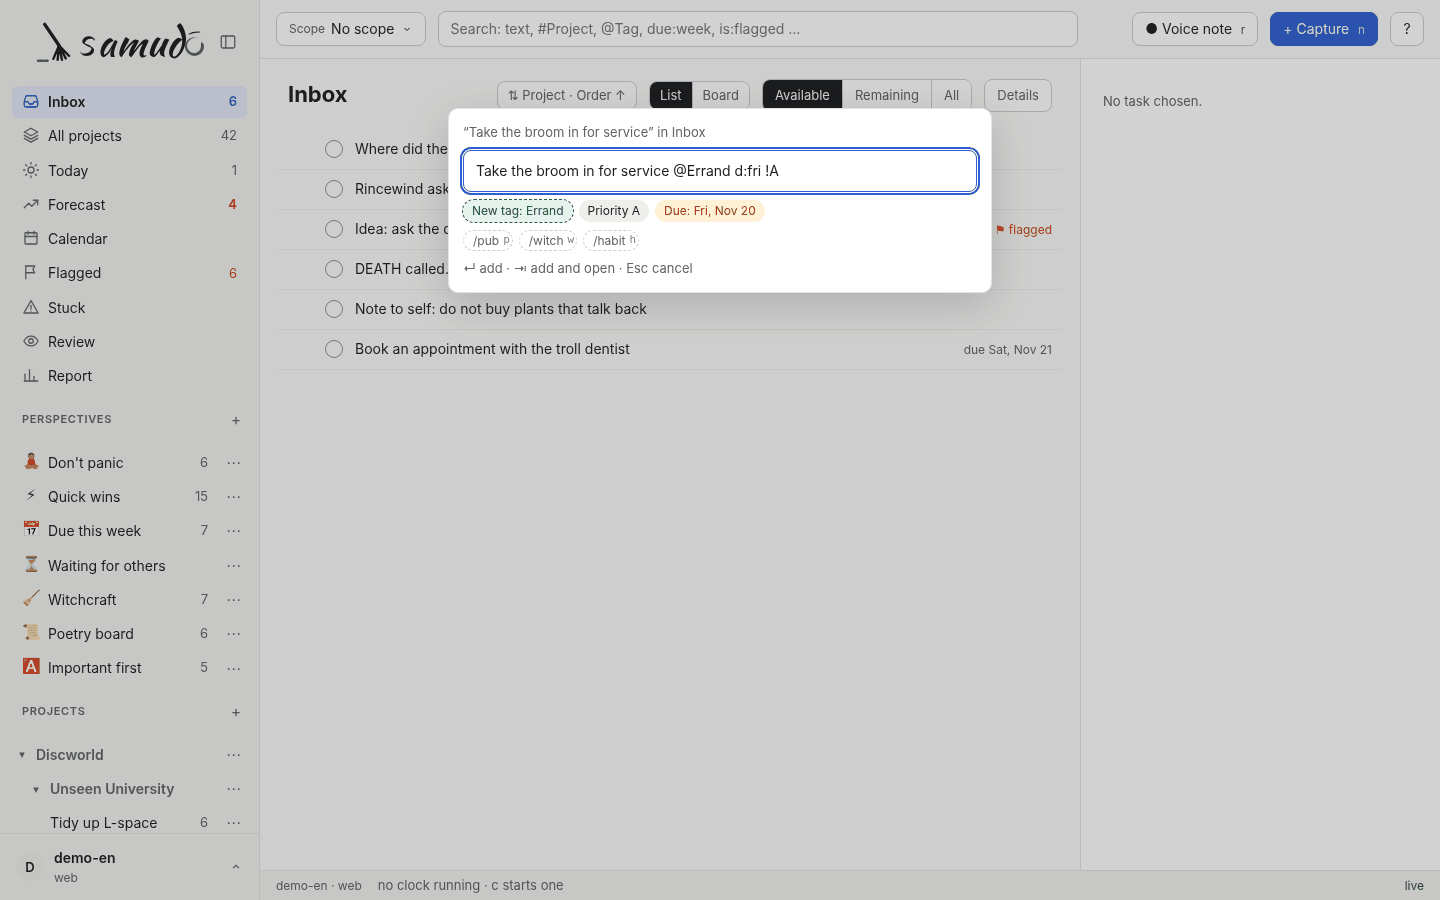 samudo
Scope No scope
Search: text, #Project, @Tag, due:week, is:flagged ...
Voice note r
+ Capture n
?
Inbox 6
All projects 42
Today 1
Forecast 4
Calendar
Flagged 6
Stuck
Review
Report
PERSPECTIVES +
Don't panic 6 ...
Quick wins 15 ...
Due this week 7 ...
Waiting for others ...
Witchcraft 7 ...
Poetry board 6 ...
Important first 5 ...
PROJECTS +
Discworld ...
Unseen University ...
Tidy up L-space 6 ...
D demo-en
web
Inbox
⇅ Project · Order ↑
List Board
Available Remaining All
Details
“Take the broom in for service” in Inbox
Take the broom in for service @Errand d:fri !A
New tag: Errand Priority A Due: Fri, Nov 20
/pub p /witch w /habit h
↵ add · ⇥ add and open · Esc cancel
Where did the
Rincewind ask
Idea: ask the
flagged
DEATH called.
Note to self: do not buy plants that talk back
Book an appointment with the troll dentist due Sat, Nov 21
No task chosen.
demo-en · web no clock running · c starts one
live